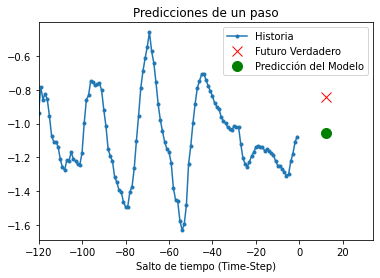 Predicciones de un paso
Historia
Futuro Verdadero
Predicción del Modelo
−0.6
−0.8
−1.0
−1.2
−1.4
−1.6
−120 −100 −80 −60 −40 −20 0 20
Salto de tiempo (Time-Step)